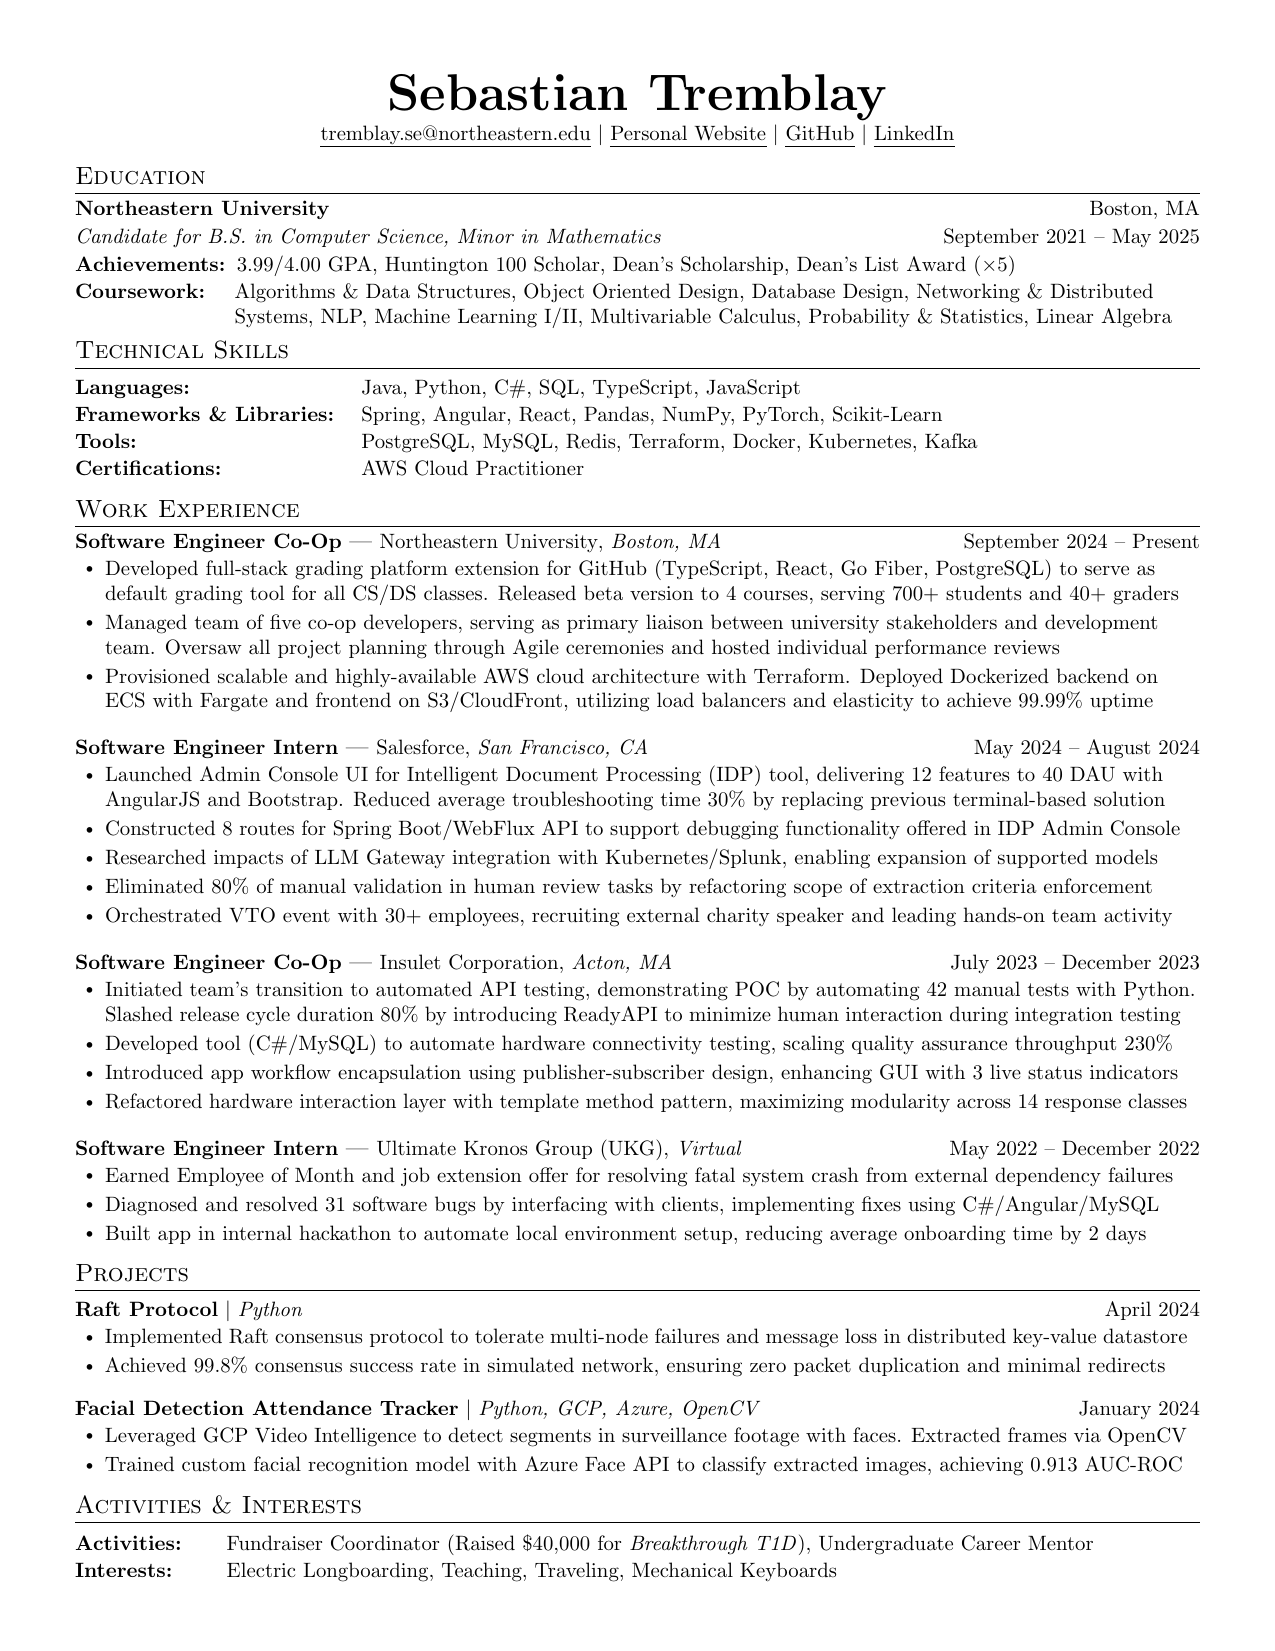 Sebastian Tremblay
tremblay.se@northeastern.edu | Personal Website | GitHub | LinkedIn
Education
Northeastern University Boston, MA
Candidate for B.S. in Computer Science, Minor in Mathematics September 2021 – May 2025
Achievements: 3.99/4.00 GPA, Huntington 100 Scholar, Dean's Scholarship, Dean's List Award (×5)
Coursework: Algorithms & Data Structures, Object Oriented Design, Database Design, Networking & Distributed
Systems, NLP, Machine Learning I/II, Multivariable Calculus, Probability & Statistics, Linear Algebra
Technical Skills
Languages: Java, Python, C#, SQL, TypeScript, JavaScript
Frameworks & Libraries: Spring, Angular, React, Pandas, NumPy, PyTorch, Scikit-Learn
Tools: PostgreSQL, MySQL, Redis, Terraform, Docker, Kubernetes, Kafka
Certifications: AWS Cloud Practitioner
Work Experience
Software Engineer Co-Op — Northeastern University, Boston, MA September 2024 – Present
• Developed full-stack grading platform extension for GitHub (TypeScript, React, Go Fiber, PostgreSQL) to serve as
default grading tool for all CS/DS classes. Released beta version to 4 courses, serving 700+ students and 40+ graders
• Managed team of five co-op developers, serving as primary liaison between university stakeholders and development
team. Oversaw all project planning through Agile ceremonies and hosted individual performance reviews
• Provisioned scalable and highly-available AWS cloud architecture with Terraform. Deployed Dockerized backend on
ECS with Fargate and frontend on S3/CloudFront, utilizing load balancers and elasticity to achieve 99.99% uptime
Software Engineer Intern — Salesforce, San Francisco, CA May 2024 – August 2024
• Launched Admin Console UI for Intelligent Document Processing (IDP) tool, delivering 12 features to 40 DAU with
AngularJS and Bootstrap. Reduced average troubleshooting time 30% by replacing previous terminal-based solution
• Constructed 8 routes for Spring Boot/WebFlux API to support debugging functionality offered in IDP Admin Console
• Researched impacts of LLM Gateway integration with Kubernetes/Splunk, enabling expansion of supported models
• Eliminated 80% of manual validation in human review tasks by refactoring scope of extraction criteria enforcement
• Orchestrated VTO event with 30+ employees, recruiting external charity speaker and leading hands-on team activity
Software Engineer Co-Op — Insulet Corporation, Acton, MA July 2023 – December 2023
• Initiated team's transition to automated API testing, demonstrating POC by automating 42 manual tests with Python.
Slashed release cycle duration 80% by introducing ReadyAPI to minimize human interaction during integration testing
• Developed tool (C#/MySQL) to automate hardware connectivity testing, scaling quality assurance throughput 230%
• Introduced app workflow encapsulation using publisher-subscriber design, enhancing GUI with 3 live status indicators
• Refactored hardware interaction layer with template method pattern, maximizing modularity across 14 response classes
Software Engineer Intern — Ultimate Kronos Group (UKG), Virtual May 2022 – December 2022
• Earned Employee of Month and job extension offer for resolving fatal system crash from external dependency failures
• Diagnosed and resolved 31 software bugs by interfacing with clients, implementing fixes using C#/Angular/MySQL
• Built app in internal hackathon to automate local environment setup, reducing average onboarding time by 2 days
Projects
Raft Protocol | Python April 2024
• Implemented Raft consensus protocol to tolerate multi-node failures and message loss in distributed key-value datastore
• Achieved 99.8% consensus success rate in simulated network, ensuring zero packet duplication and minimal redirects
Facial Detection Attendance Tracker | Python, GCP, Azure, OpenCV January 2024
• Leveraged GCP Video Intelligence to detect segments in surveillance footage with faces. Extracted frames via OpenCV
• Trained custom facial recognition model with Azure Face API to classify extracted images, achieving 0.913 AUC-ROC
Activities & Interests
Activities: Fundraiser Coordinator (Raised $40,000 for Breakthrough T1D), Undergraduate Career Mentor
Interests: Electric Longboarding, Teaching, Traveling, Mechanical Keyboards